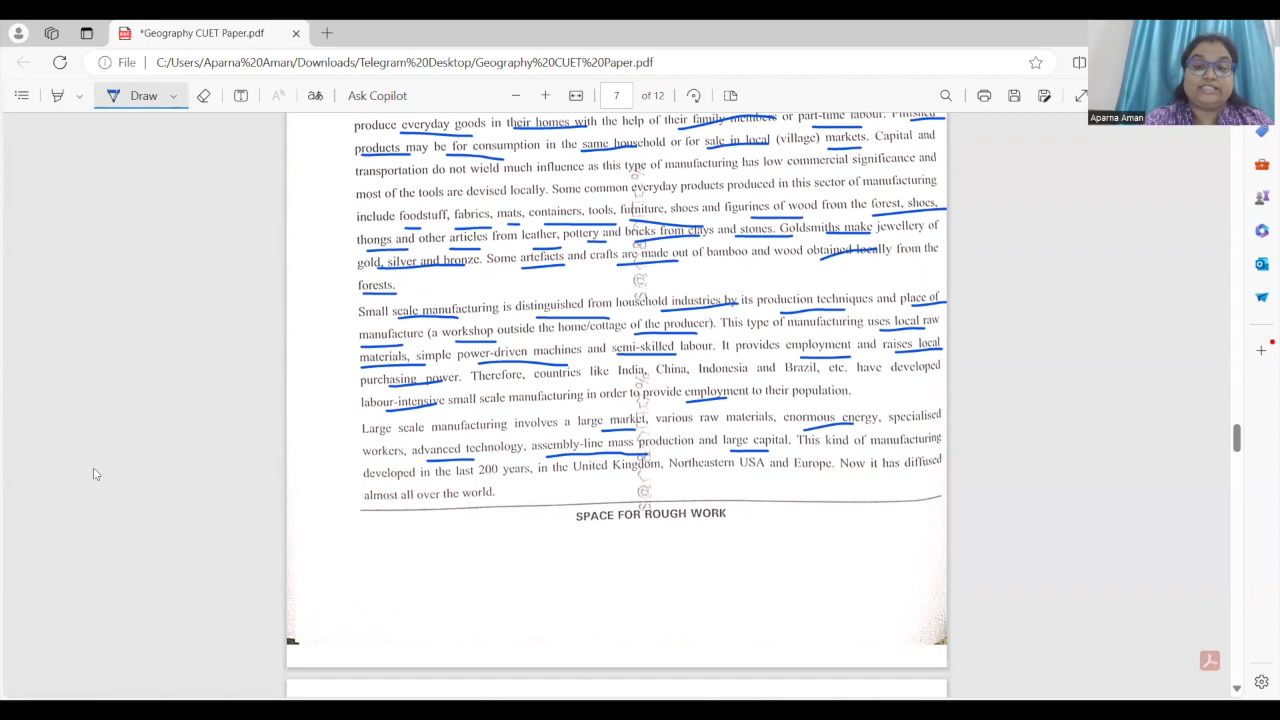 *Geography CUET Paper.pdf
File
C:/Users/Aparna%20Aman/Downloads/Telegram%20Desktop/Geography%20CUET%20Paper.pdf
Draw
Ask Copilot
7 of 12
Aparna Aman
produce everyday goods in their homes with the help of their family members or part-time labour. Finished
products may be for consumption in the same household or for sale in local (village) markets. Capital and
transportation do not wield much influence as this type of manufacturing has low commercial significance and
most of the tools are devised locally. Some common everyday products produced in this sector of manufacturing
include foodstuff, fabrics, mats, containers, tools, furniture, shoes and figurines of wood from the forest, shoes,
thongs and other articles from leather, pottery and bricks from clays and stones. Goldsmiths make jewellery of
gold, silver and bronze. Some artefacts and crafts are made out of bamboo and wood obtained locally from the
forests.
Small scale manufacturing is distinguished from household industries by its production techniques and place of
manufacture (a workshop outside the home/cottage of the producer). This type of manufacturing uses local raw
materials, simple power-driven machines and semi-skilled labour. It provides employment and raises local
purchasing power. Therefore, countries like India, China, Indonesia and Brazil, etc. have developed
labour-intensive small scale manufacturing in order to provide employment to their population.
Large scale manufacturing involves a large market, various raw materials, enormous energy, specialised
workers, advanced technology, assembly-line mass production and large capital. This kind of manufacturing
developed in the last 200 years, in the United Kingdom, Northeastern USA and Europe. Now it has diffused
almost all over the world.
SPACE FOR ROUGH WORK